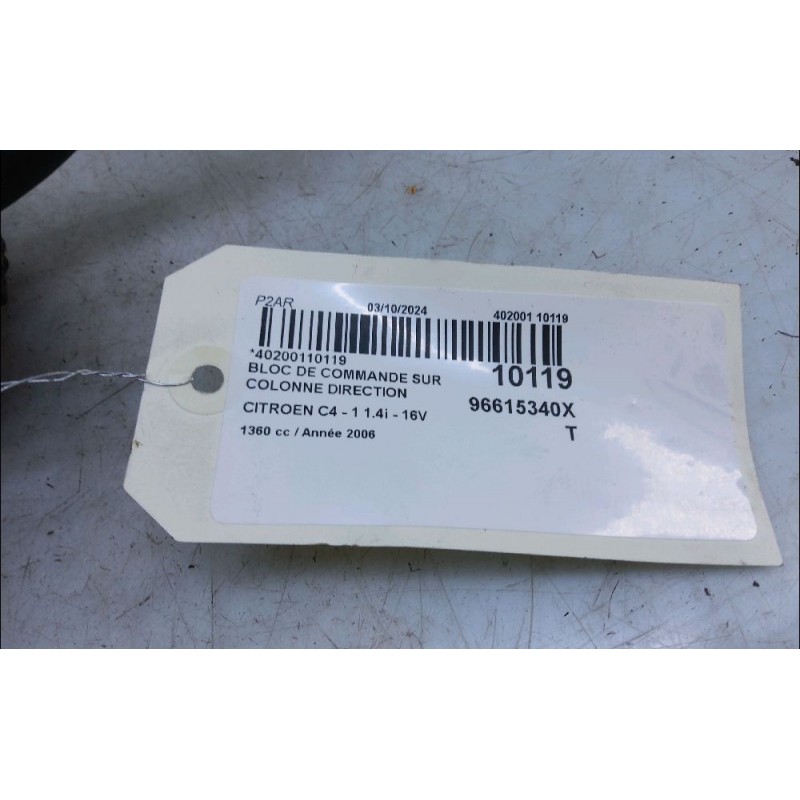 P2AR 03/10/2024 402001 10119
*40200110119
BLOC DE COMMANDE SUR 10119
COLONNE DIRECTION
CITROEN C4 - 1 1.4i - 16V 96615340X
1360 cc / Année 2006 T